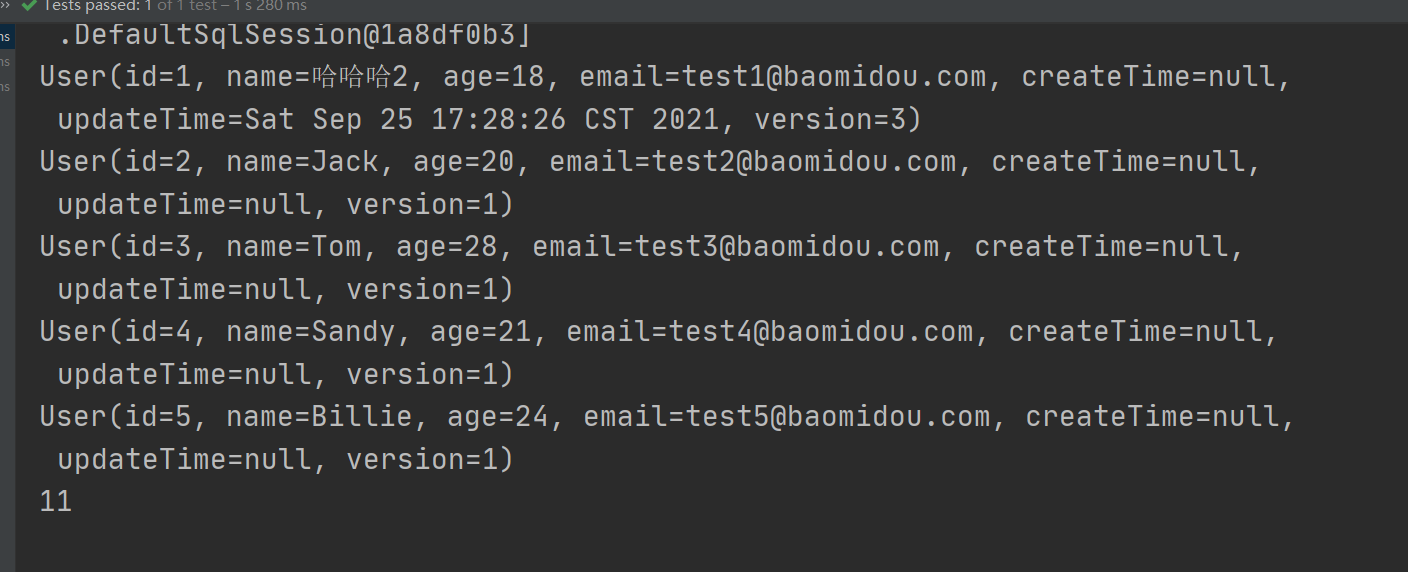 Tests passed: 1 of 1 test – 1 s 280 ms
ms
.DefaultSqlSession@1a8df0b3]
User(id=1, name=哈哈哈2, age=18, email=test1@baomidou.com, createTime=null,
ms
ms
updateTime=Sat Sep 25 17:28:26 CST 2021, version=3)
User(id=2, name=Jack, age=20, email=test2@baomidou.com, createTime=null,
updateTime=null, version=1)
User(id=3, name=Tom, age=28, email=test3@baomidou.com, createTime=null,
updateTime=null, version=1)
User(id=4, name=Sandy, age=21, email=test4@baomidou.com, createTime=null,
updateTime=null, version=1)
User(id=5, name=Billie, age=24, email=test5@baomidou.com, createTime=null,
updateTime=null, version=1)
11